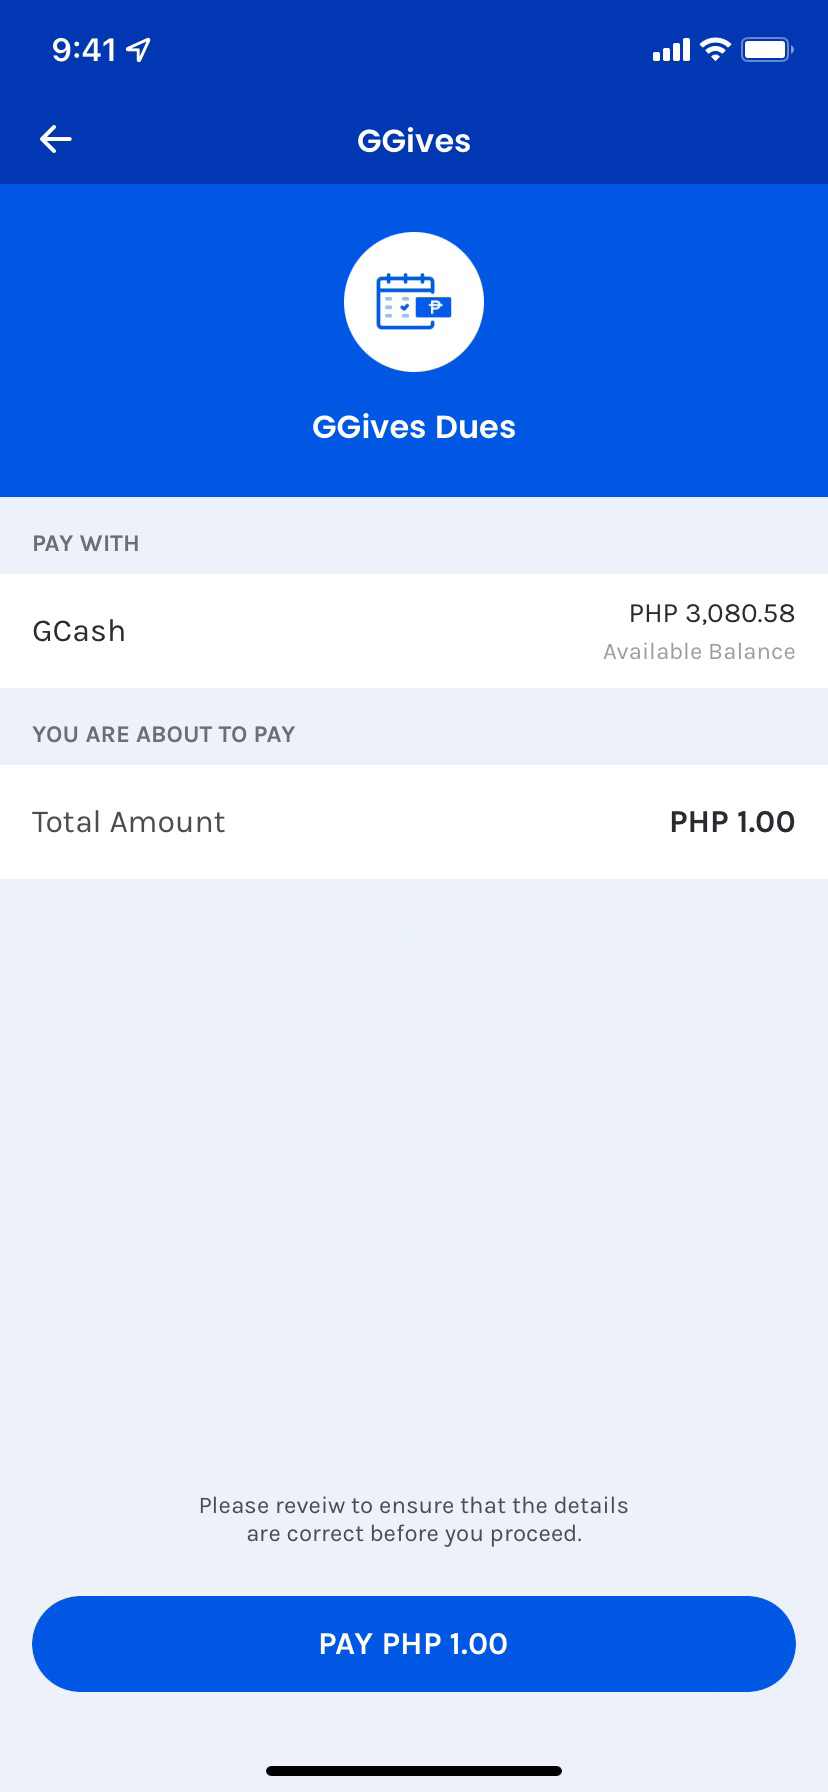 9:41
GGives
₱
GGives Dues
PAY WITH
GCash
PHP 3,080.58
Available Balance
YOU ARE ABOUT TO PAY
Total Amount
PHP 1.00
Please reveiw to ensure that the details
are correct before you proceed.
PAY PHP 1.00